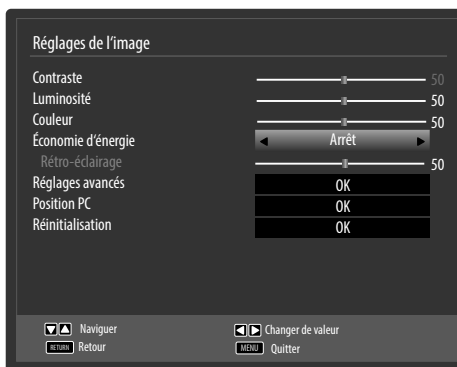 Réglages de l'image
Contraste 50
Luminosité 50
Couleur 50
Économie d'énergie Arrêt
Rétro-éclairage 50
Réglages avancés OK
Position PC OK
Réinitialisation OK
Naviguer Changer de valeur
RETURN Retour MENU Quitter